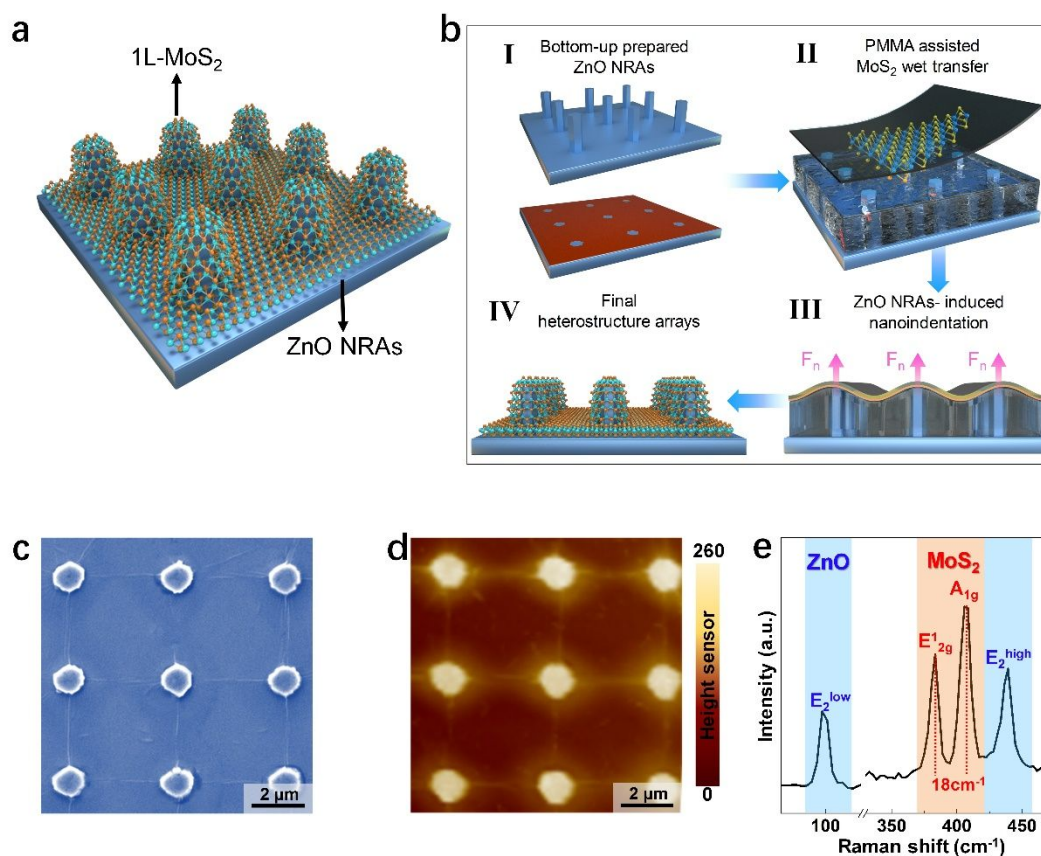 a
1L-MoS₂
ZnO NRAs
b
I
Bottom-up prepared
ZnO NRAs
II
PMMA assisted
MoS₂ wet transfer
III
ZnO NRAs- induced
nanoindentation
Fₙ Fₙ Fₙ
IV
Final
heterostructure arrays
c
2 μm
d
2 μm
260
Height sensor
0
e
ZnO
MoS₂
A₁g
E¹₂g
E₂ʰⁱᵍʰ
E₂ˡᵒʷ
18cm⁻¹
Intensity (a.u.)
100 350 400 450
Raman shift (cm⁻¹)